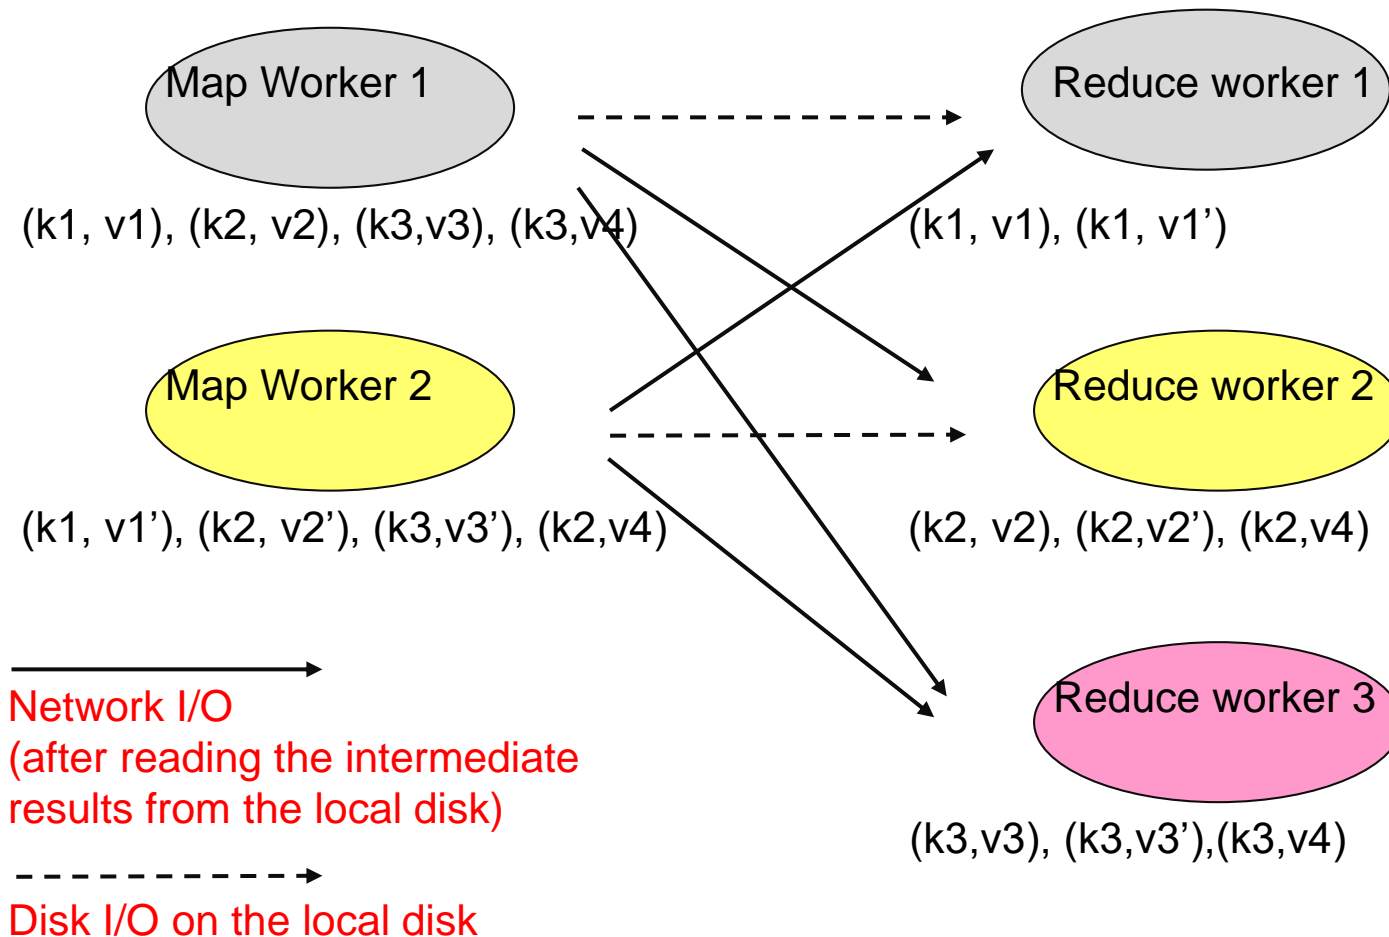 Map Worker 1
Reduce worker 1
(k1, v1), (k2, v2), (k3,v3), (k3,v4)
(k1, v1), (k1, v1’)
Map Worker 2
Reduce worker 2
(k1, v1’), (k2, v2’), (k3,v3’), (k2,v4)
(k2, v2), (k2,v2’), (k2,v4)
Reduce worker 3
(k3,v3), (k3,v3’),(k3,v4)
Network I/O
(after reading the intermediate
results from the local disk)
Disk I/O on the local disk